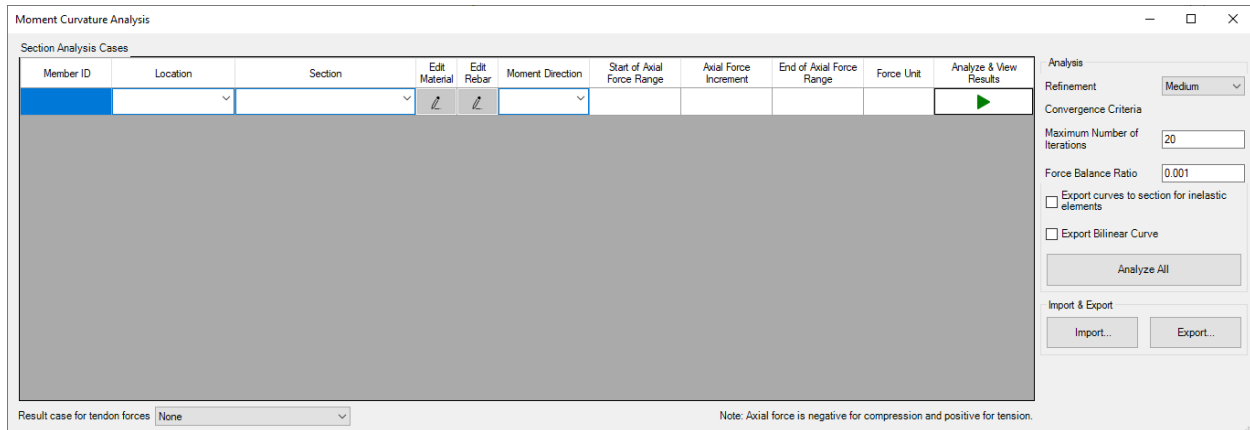 Moment Curvature Analysis
Section Analysis Cases
Member ID
Location
Section
Edit
Material
Edit
Rebar
Moment Direction
Start of Axial
Force Range
Axial Force
Increment
End of Axial Force
Range
Force Unit
Analyze & View
Results
Analysis
Refinement
Medium
Convergence Criteria
Maximum Number of
Iterations
20
Force Balance Ratio
0.001
Export curves to section for inelastic
elements
Export Bilinear Curve
Analyze All
Import & Export
Import...
Export...
Result case for tendon forces
None
Note: Axial force is negative for compression and positive for tension.